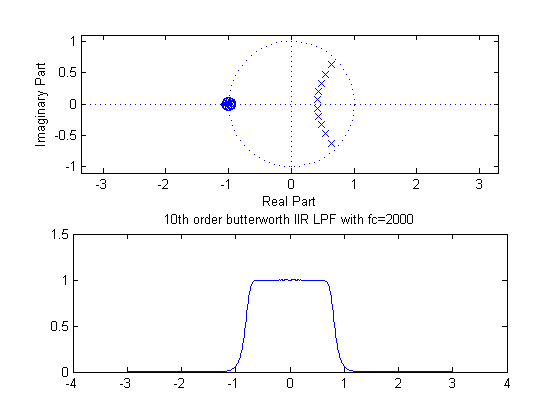 1
0.5
0
-0.5
-1
Imaginary Part
-3 -2 -1 0 1 2 3
Real Part
10th order butterworth IIR LPF with fc=2000
1.5
1
0.5
0
-4 -3 -2 -1 0 1 2 3 4